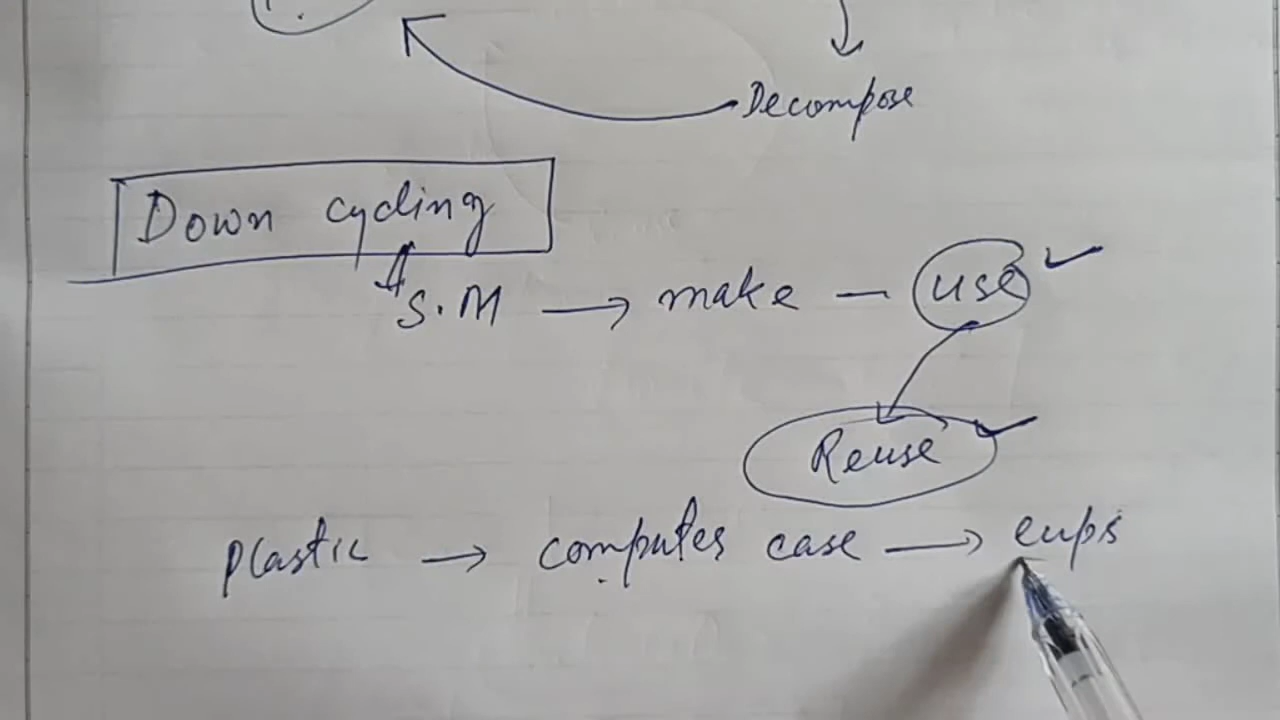 Decompose
Down cycling
S.M → make — use ✓
Reuse ✓
Plastic → computer case → cups